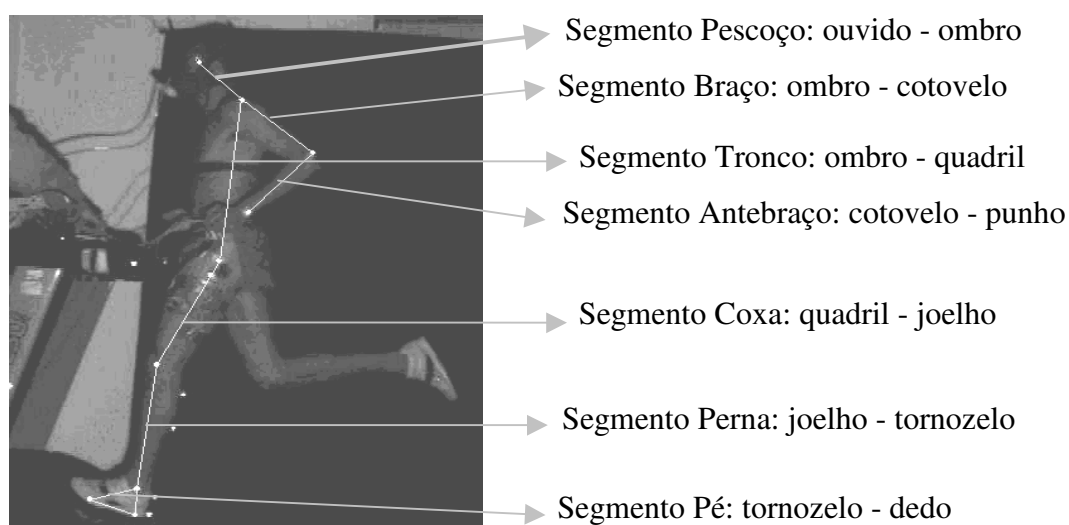 Segmento Pescoço: ouvido - ombro
Segmento Braço: ombro - cotovelo
Segmento Tronco: ombro - quadril
Segmento Antebraço: cotovelo - punho
Segmento Coxa: quadril - joelho
Segmento Perna: joelho - tornozelo
Segmento Pé: tornozelo - dedo